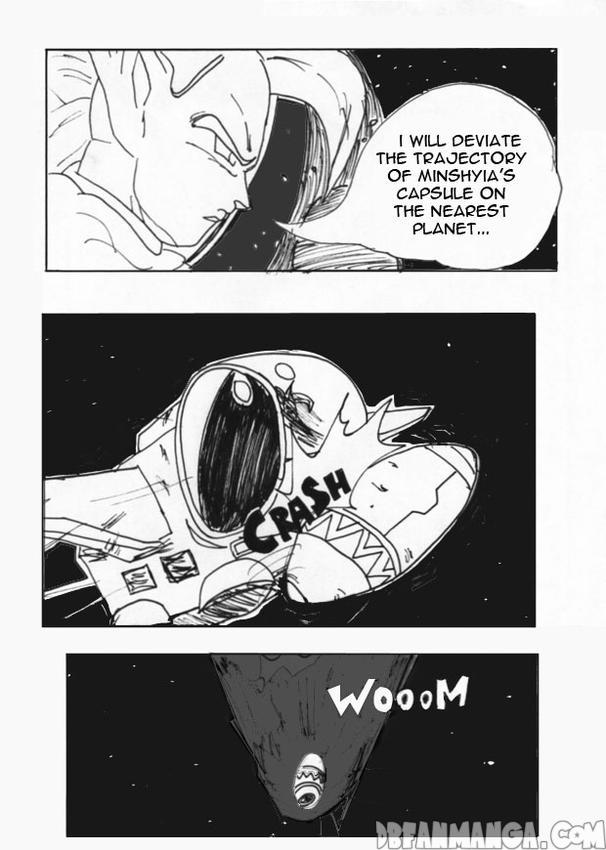 I WILL DEVIATE
THE TRAJECTORY
OF MINSHYIA'S
CAPSULE ON
THE NEAREST
PLANET...
CRASH
WOOOM
DBFANMANGA.COM